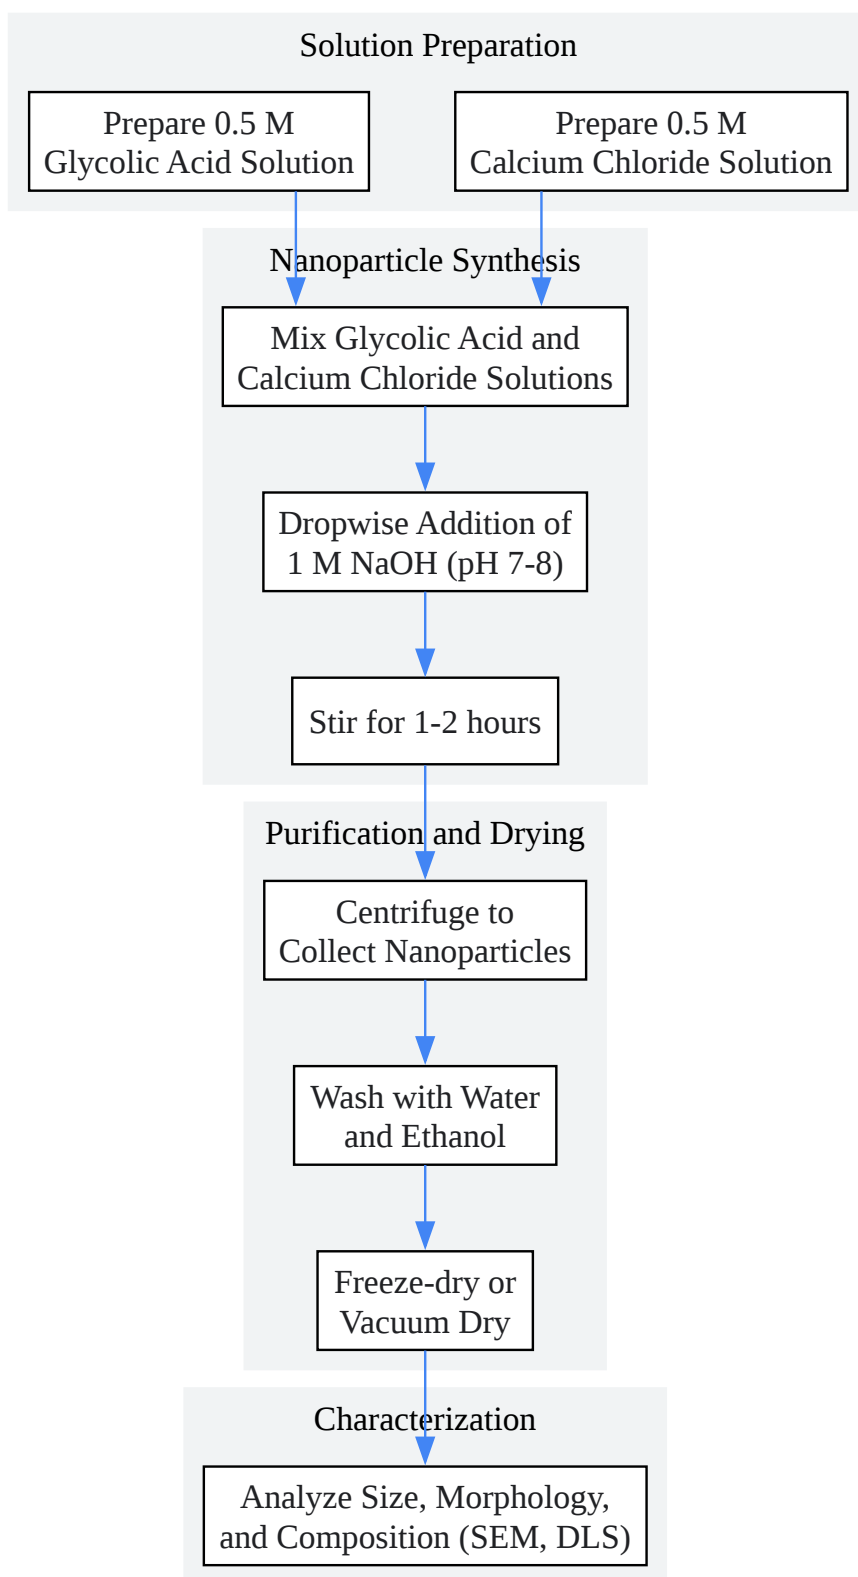 Solution Preparation
Prepare 0.5 M
Glycolic Acid Solution
Prepare 0.5 M
Calcium Chloride Solution
Nanoparticle Synthesis
Mix Glycolic Acid and
Calcium Chloride Solutions
Dropwise Addition of
1 M NaOH (pH 7-8)
Stir for 1-2 hours
Purification and Drying
Centrifuge to
Collect Nanoparticles
Wash with Water
and Ethanol
Freeze-dry or
Vacuum Dry
Characterization
Analyze Size, Morphology,
and Composition (SEM, DLS)